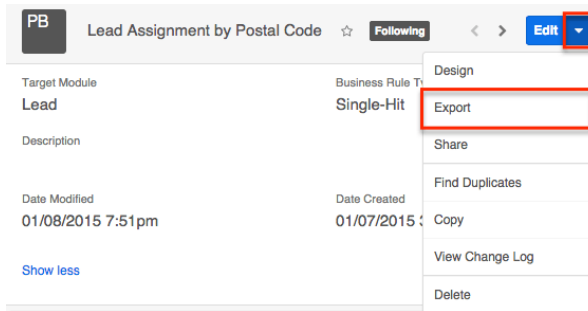 PB
Lead Assignment by Postal Code
Following
Edit
Target Module
Business Rule
Lead
Single-Hit
Description
Date Modified
Date Created
01/08/2015 7:51pm
01/07/2015
Show less
Design
Export
Share
Find Duplicates
Copy
View Change Log
Delete